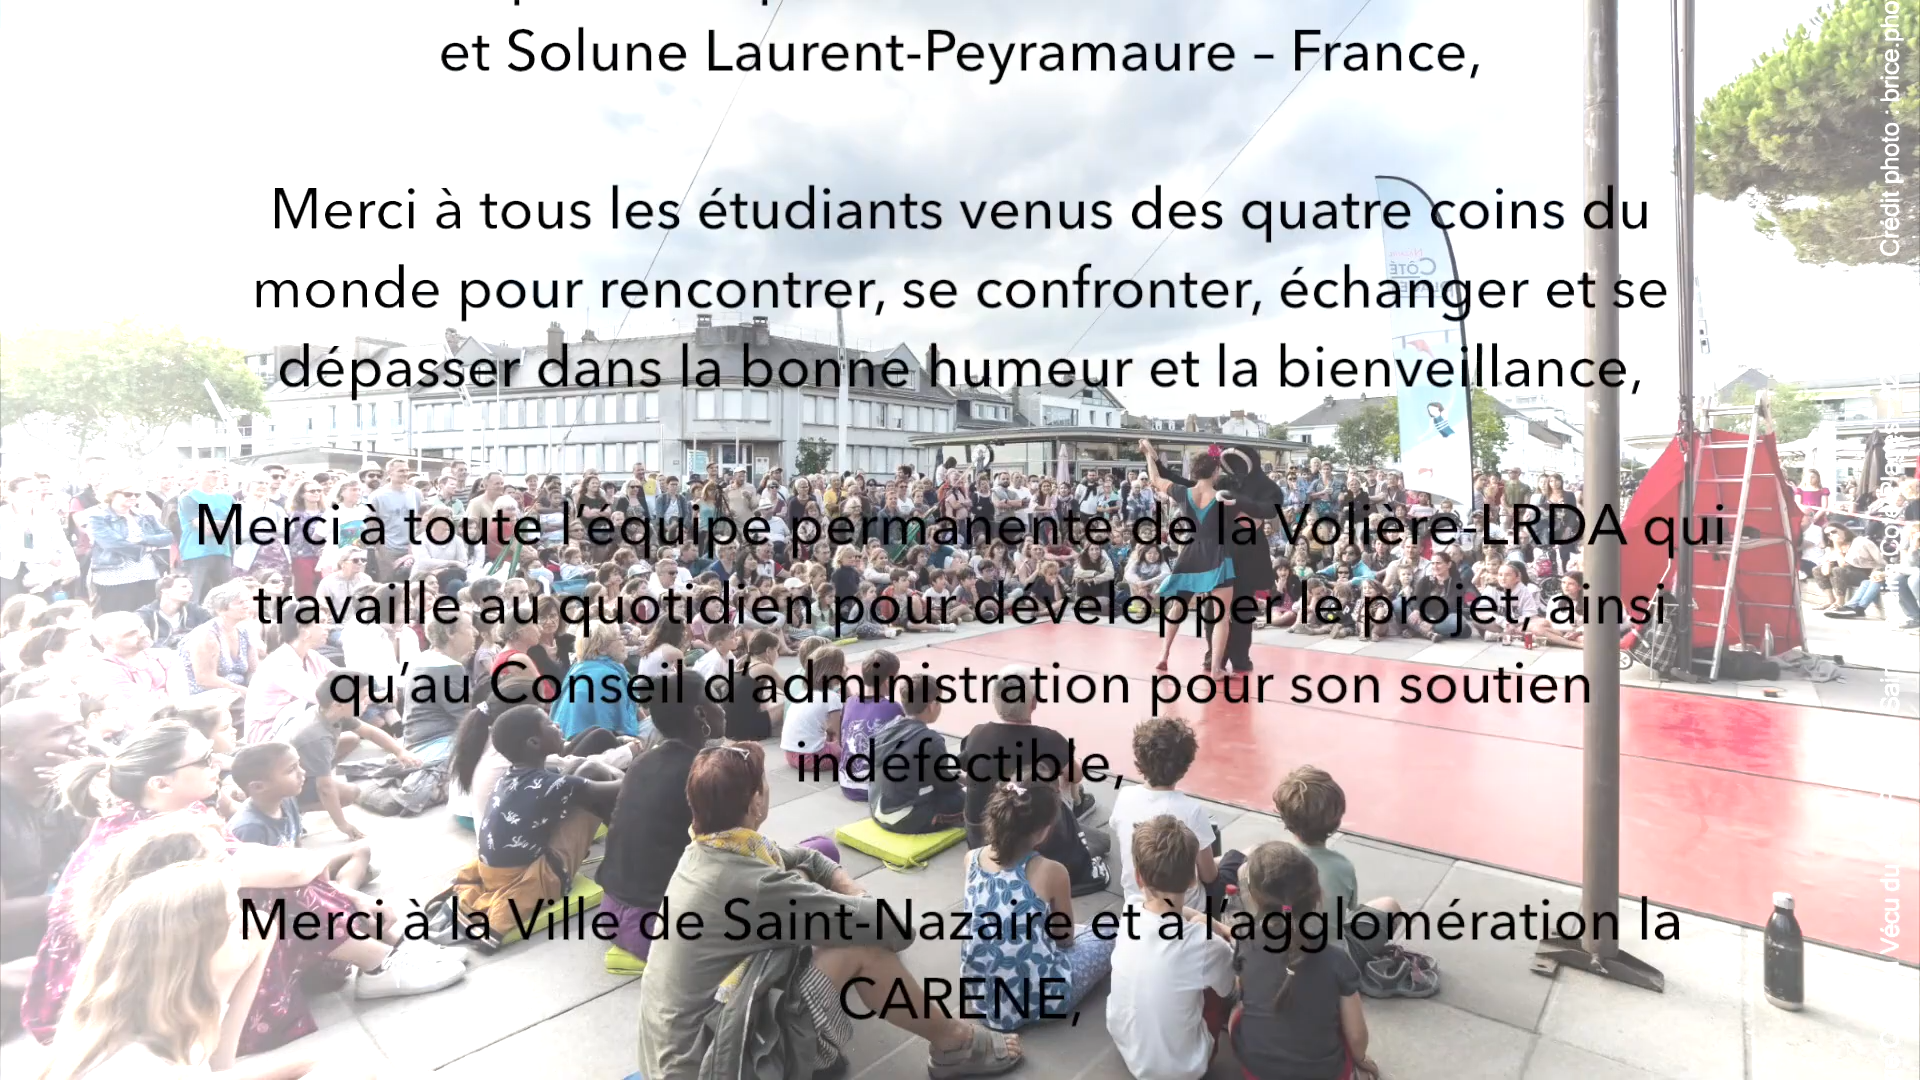 et Solune Laurent-Peyramaure – France,
Merci à tous les étudiants venus des quatre coins du
monde pour rencontrer, se confronter, échanger et se
dépasser dans la bonne humeur et la bienveillance,
Merci à toute l’équipe permanente de la Volière-LRDA qui
travaille au quotidien pour développer le projet, ainsi
qu’au Conseil d’administration pour son soutien
indéfectible,
Merci à la Ville de Saint-Nazaire et à l’agglomération la
CARENE,
CÔTÉ
Crédit photo : brice.pho
Vécu du